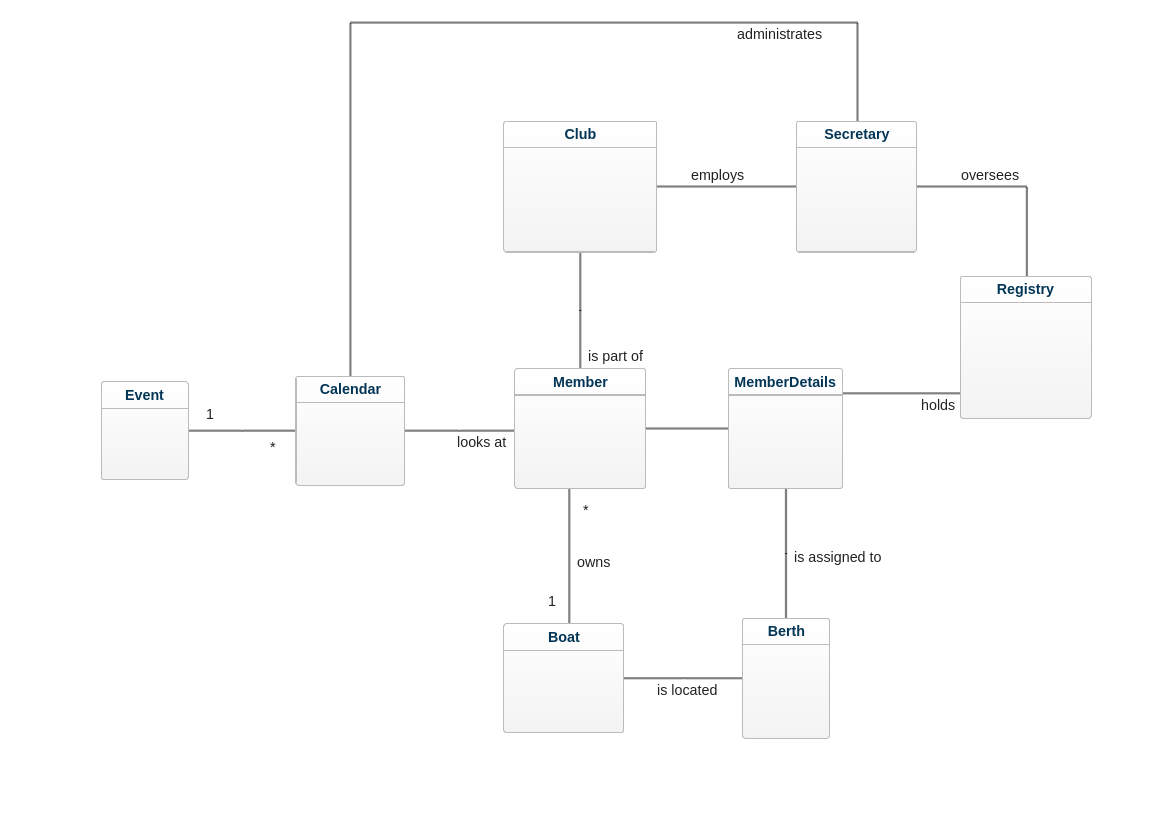 administrates
Club
Secretary
employs
oversees
Registry
is part of
Event
Calendar
Member
MemberDetails
1
*
looks at
holds
*
owns
is assigned to
1
Boat
Berth
is located